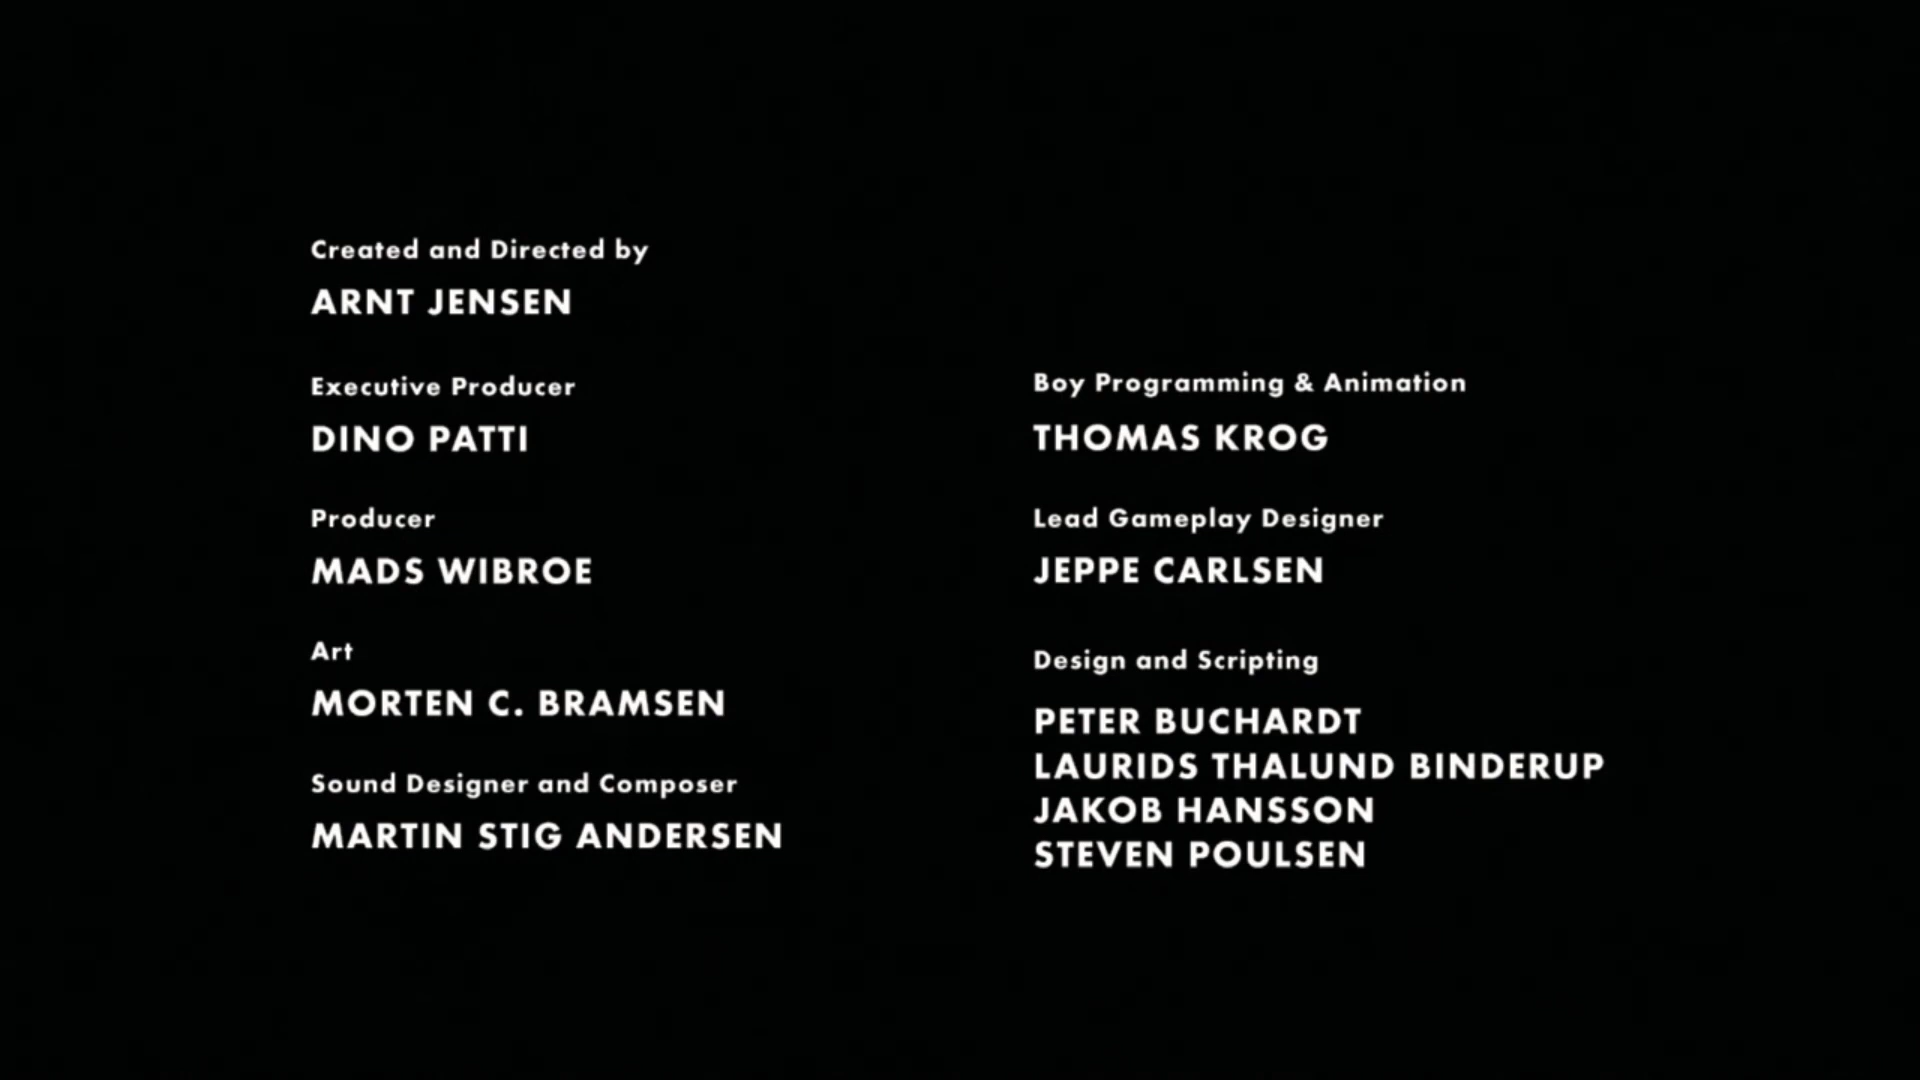 Created and Directed by
ARNT JENSEN
Executive Producer
DINO PATTI
Producer
MADS WIBROE
Art
MORTEN C. BRAMSEN
Sound Designer and Composer
MARTIN STIG ANDERSEN
Boy Programming & Animation
THOMAS KROG
Lead Gameplay Designer
JEPPE CARLSEN
Design and Scripting
PETER BUCHARDT
LAURIDS THALUND BINDERUP
JAKOB HANSSON
STEVEN POULSEN